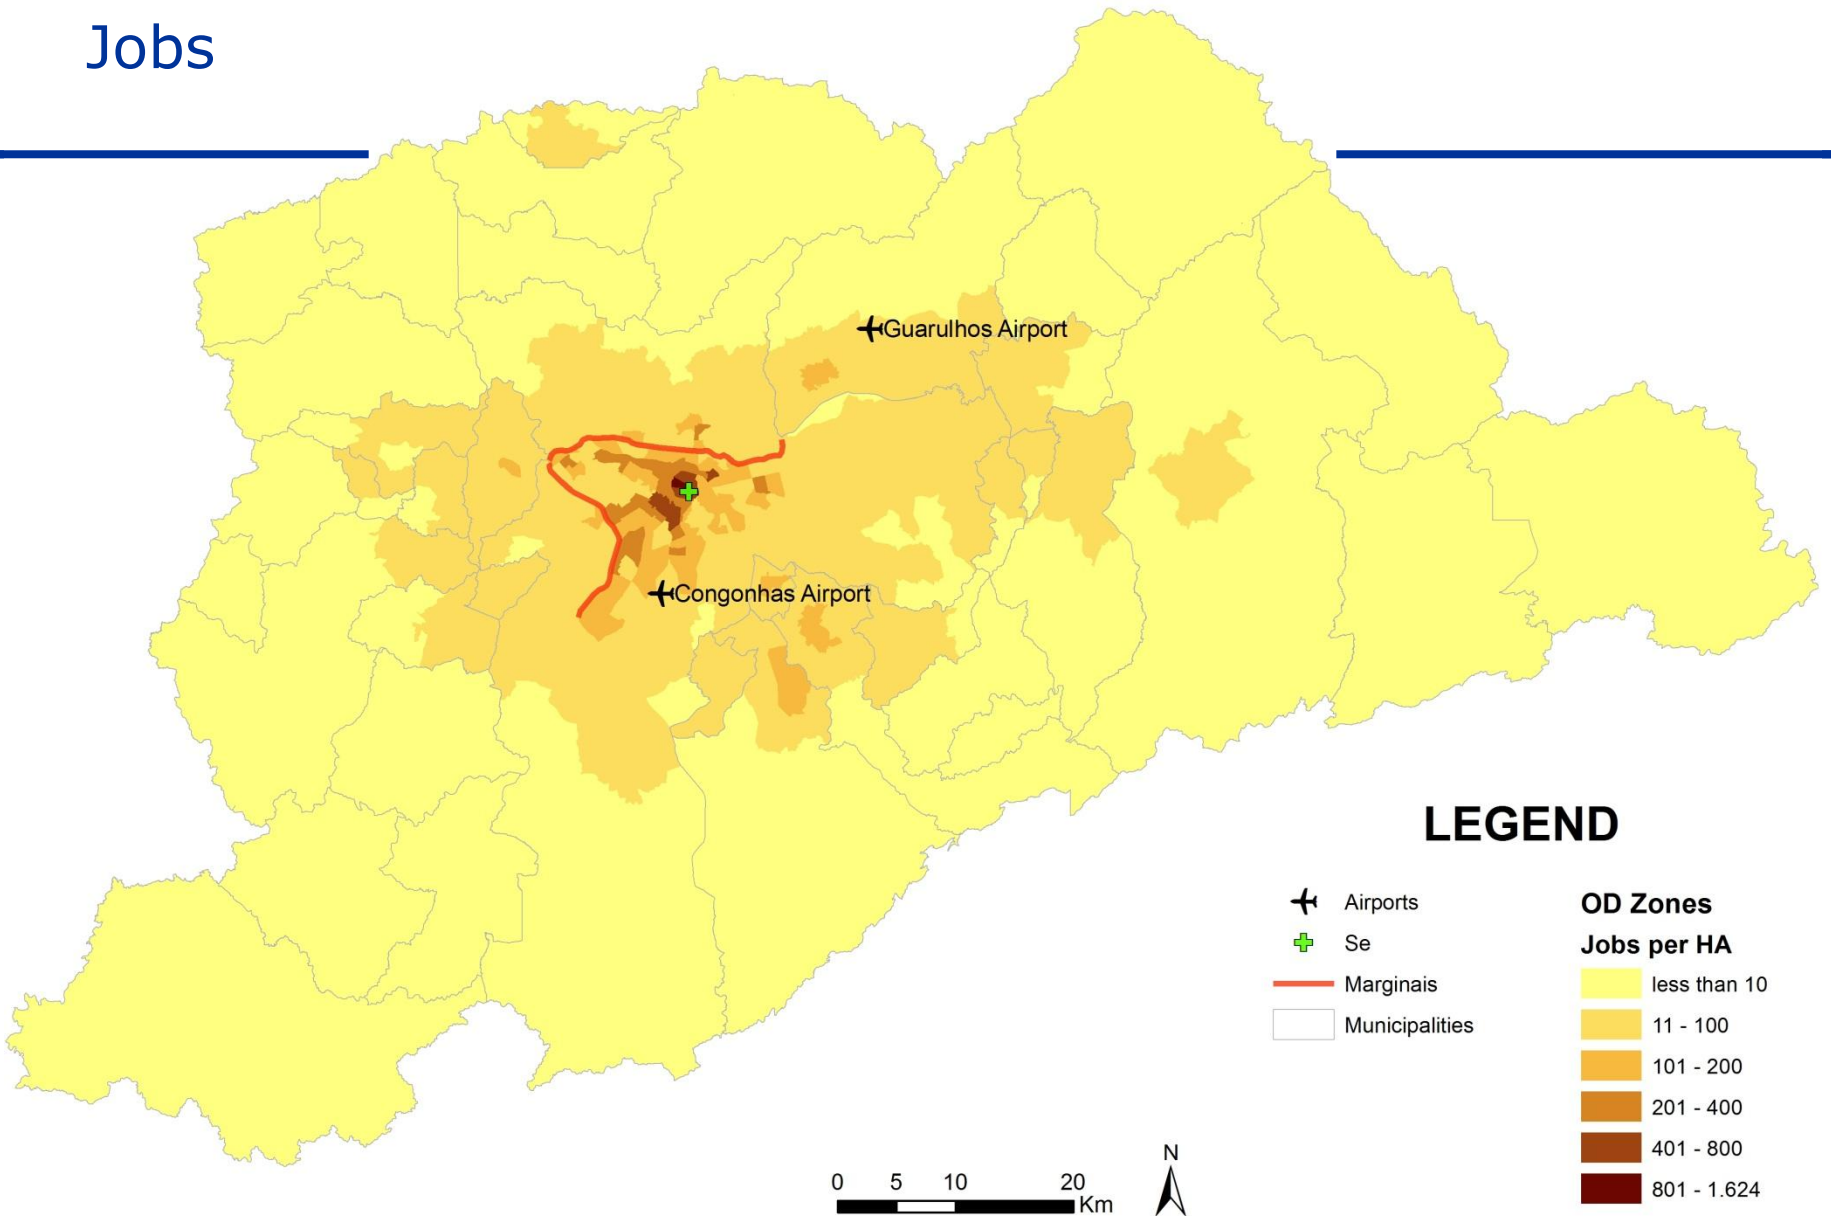 Jobs
Guarulhos Airport
Congonhas Airport
LEGEND
Airports
Se
Marginais
Municipalities
OD Zones
Jobs per HA
less than 10
11 - 100
101 - 200
201 - 400
401 - 800
801 - 1.624
0 5 10 20
Km
N